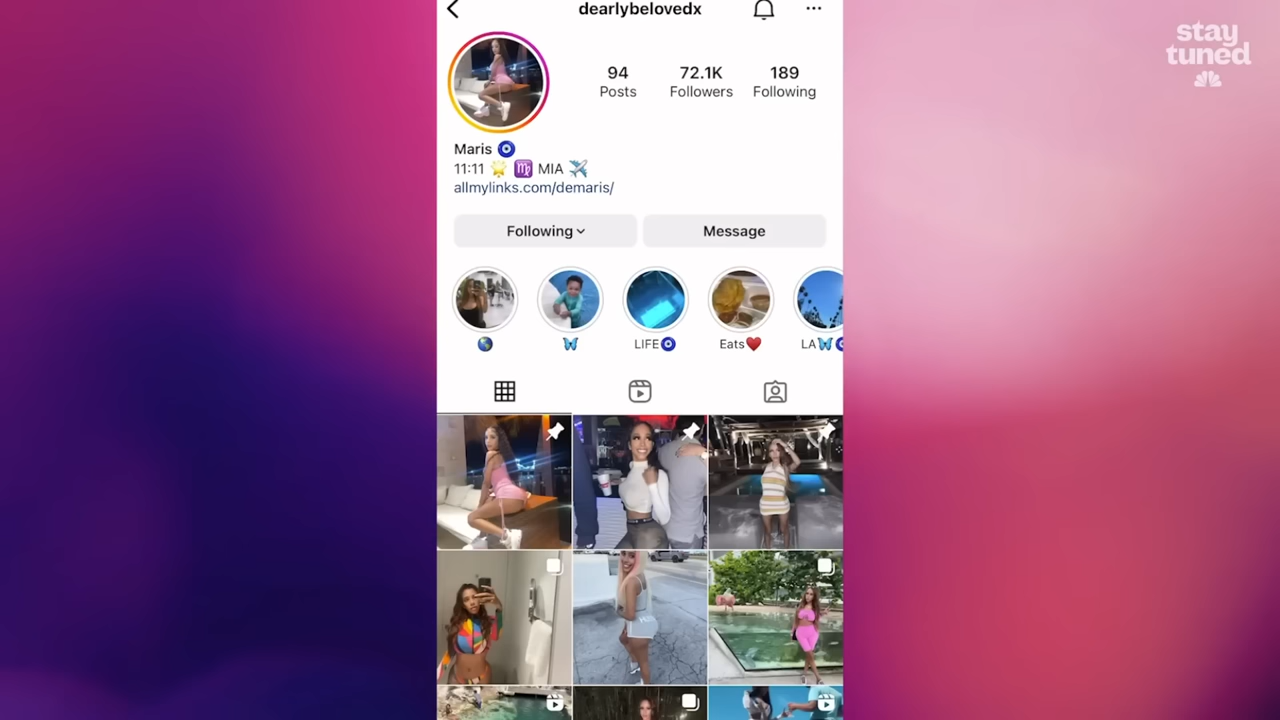 dearlybelovedx
stay
tuned
94
Posts
72.1K
Followers
189
Following
Maris 🧿
11:11 🌟 ♍ MIA ✈️
allmylinks.com/demaris/
Following
Message
🌎
🦋
LIFE🧿
Eats❤️
LA🦋🧿